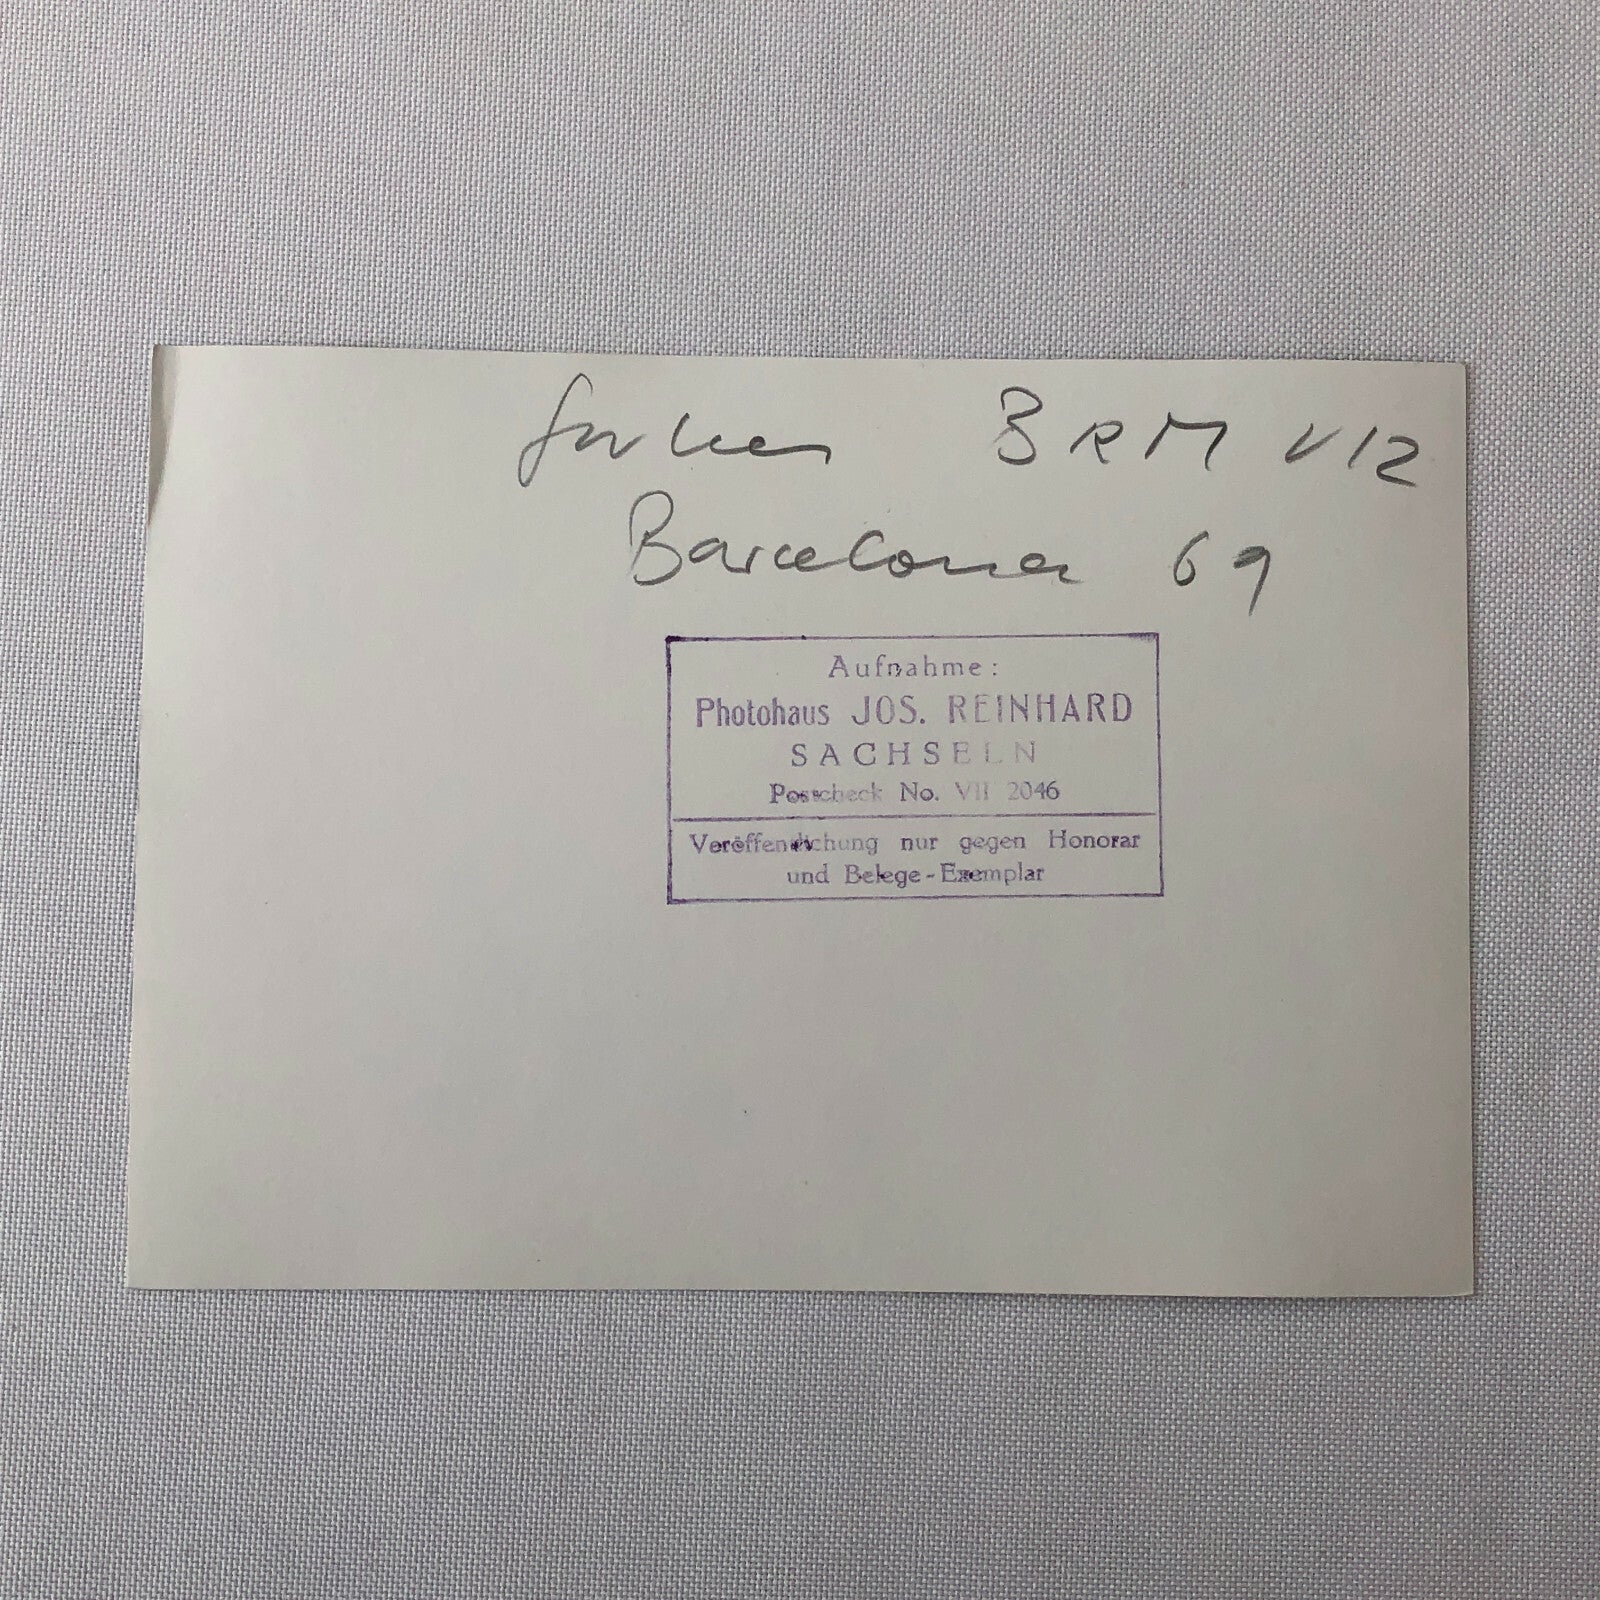 BRM V12
Barcelona 69
Aufnahme:
Photohaus JOS. REINHARD
SACHSELN
Postcheck No. VII 2046
Veröffentlichung nur gegen Honorar
und Belege-Exemplar